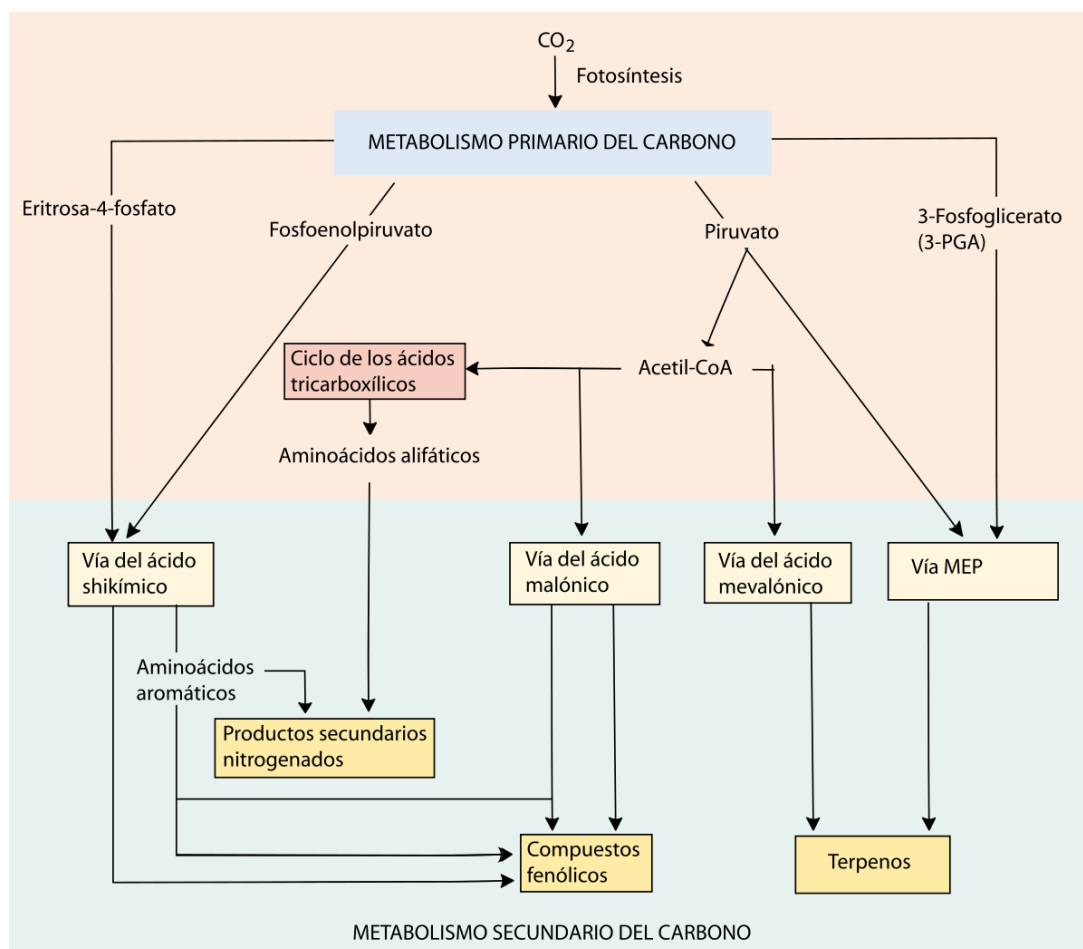 CO₂
Fotosíntesis
METABOLISMO PRIMARIO DEL CARBONO
Eritrosa-4-fosfato
Fosfoenolpiruvato
Piruvato
3-Fosfoglicerato
(3-PGA)
Ciclo de los ácidos
tricarboxílicos
Acetil-CoA
Aminoácidos alifáticos
Vía del ácido
shikímico
Vía del ácido
malónico
Vía del ácido
mevalónico
Vía MEP
Aminoácidos
aromáticos
Productos secundarios
nitrogenados
Compuestos
fenólicos
Terpenos
METABOLISMO SECUNDARIO DEL CARBONO